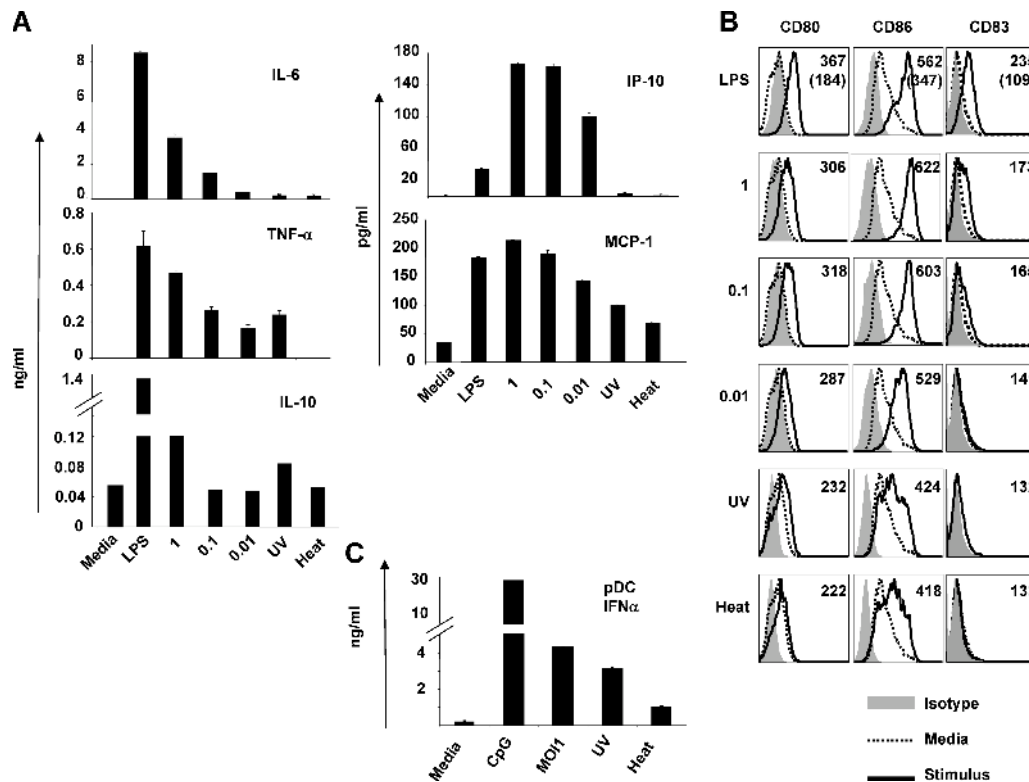 A
IL-6
8
6
4
2
0
TNF-α
0.8
0.6
0.4
0.2
0
IL-10
1.4
0.12
0.08
0.04
0
ng/ml
Media LPS 1 0.1 0.01 UV Heat
IP-10
180
140
100
60
20
MCP-1
250
200
150
100
50
0
pg/ml
Media LPS 1 0.1 0.01 UV Heat
C
pDC
IFNα
30
10
4
2
ng/ml
Media CpG MOI1 UV Heat
B
CD80 CD86 CD83
LPS 367 562
(184) (347) (109
1 306 622 173
0.1 318 603
0.01 287 529
UV 232 424
Heat 222 418
Isotype
Media
Stimulus